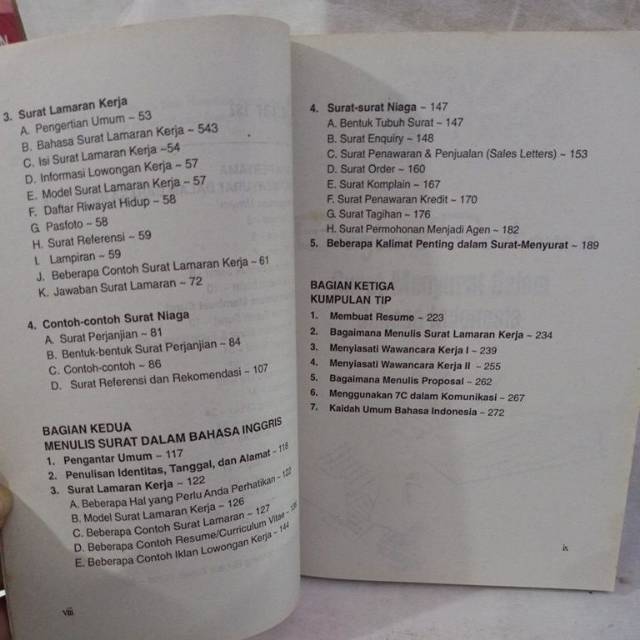 3. Surat Lamaran Kerja
A. Pengertian Umum ~ 53
B. Bahasa Surat Lamaran Kerja ~ 543
C. Isi Surat Lamaran Kerja ~54
D. Informasi Lowongan Kerja ~ 57
E. Model Surat Lamaran Kerja ~ 57
F. Daftar Riwayat Hidup ~ 58
G. Pasfoto ~ 58
H. Surat Referensi ~ 59
I. Lampiran ~ 59
J. Beberapa Contoh Surat Lamaran Kerja ~ 61
K. Jawaban Surat Lamaran ~ 72
4. Contoh-contoh Surat Niaga
A. Surat Perjanjian ~ 81
B. Bentuk-bentuk Surat Perjanjian ~ 84
C. Contoh-contoh ~ 86
D. Surat Referensi dan Rekomendasi ~ 107
BAGIAN KEDUA
MENULIS SURAT DALAM BAHASA INGGRIS
1. Pengantar Umum ~ 117
2. Penulisan Identitas, Tanggal, dan Alamat ~ 118
3. Surat Lamaran Kerja ~ 122
A. Beberapa Hal yang Perlu Anda Perhatikan ~ 122
B. Model Surat Lamaran Kerja ~ 126
C. Beberapa Contoh Surat Lamaran ~ 127
D. Beberapa Contoh Resume/Curriculum Vitae ~
E. Beberapa Contoh Iklan Lowongan Kerja ~ 144
viii
4. Surat-surat Niaga ~ 147
A. Bentuk Tubuh Surat ~ 147
B. Surat Enquiry ~ 148
C. Surat Penawaran & Penjualan (Sales Letters) ~ 153
D. Surat Order ~ 160
E. Surat Komplain ~ 167
F. Surat Penawaran Kredit ~ 170
G. Surat Tagihan ~ 176
H. Surat Permohonan Menjadi Agen ~ 182
5. Beberapa Kalimat Penting dalam Surat-Menyurat ~ 189
BAGIAN KETIGA
KUMPULAN TIP
1. Membuat Resume ~ 223
2. Bagaimana Menulis Surat Lamaran Kerja ~ 234
3. Menyiasati Wawancara Kerja I ~ 239
4. Menyiasati Wawancara Kerja II ~ 255
5. Bagaimana Menulis Proposal ~ 262
6. Menggunakan 7C dalam Komunikasi ~ 267
7. Kaidah Umum Bahasa Indonesia ~ 272
ix